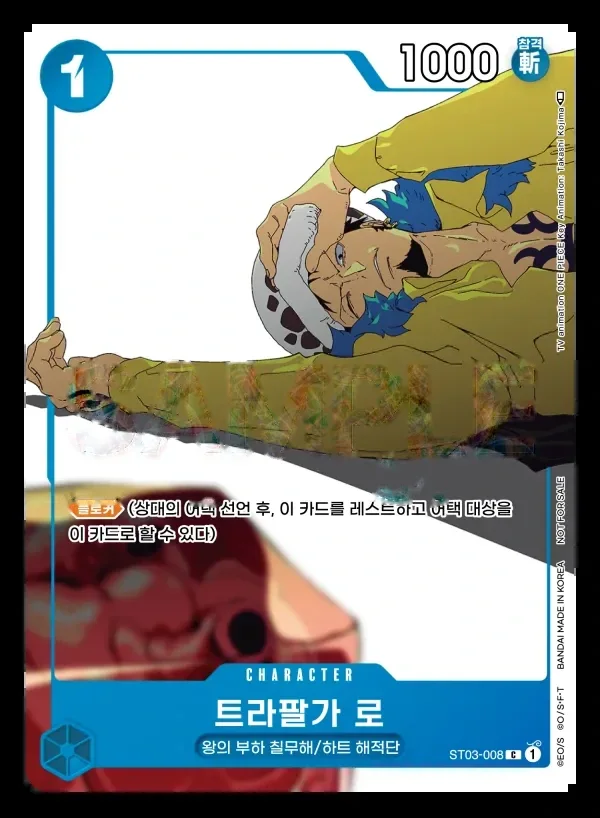 1
1000
참격
斬
TV animation ONE PIECE Key Animation: Takashi Kojima
SAMPLE
블로커 (상대의 어택 선언 후, 이 카드를 레스트하고 어택 대상을
이 카드로 할 수 있다)
NOT FOR SALE
BANDAI MADE IN KOREA
©E.O/S ©O/S·F·T
CHARACTER
트라팔가 로
왕의 부하 칠무해/하트 해적단
ST03-008 C 1